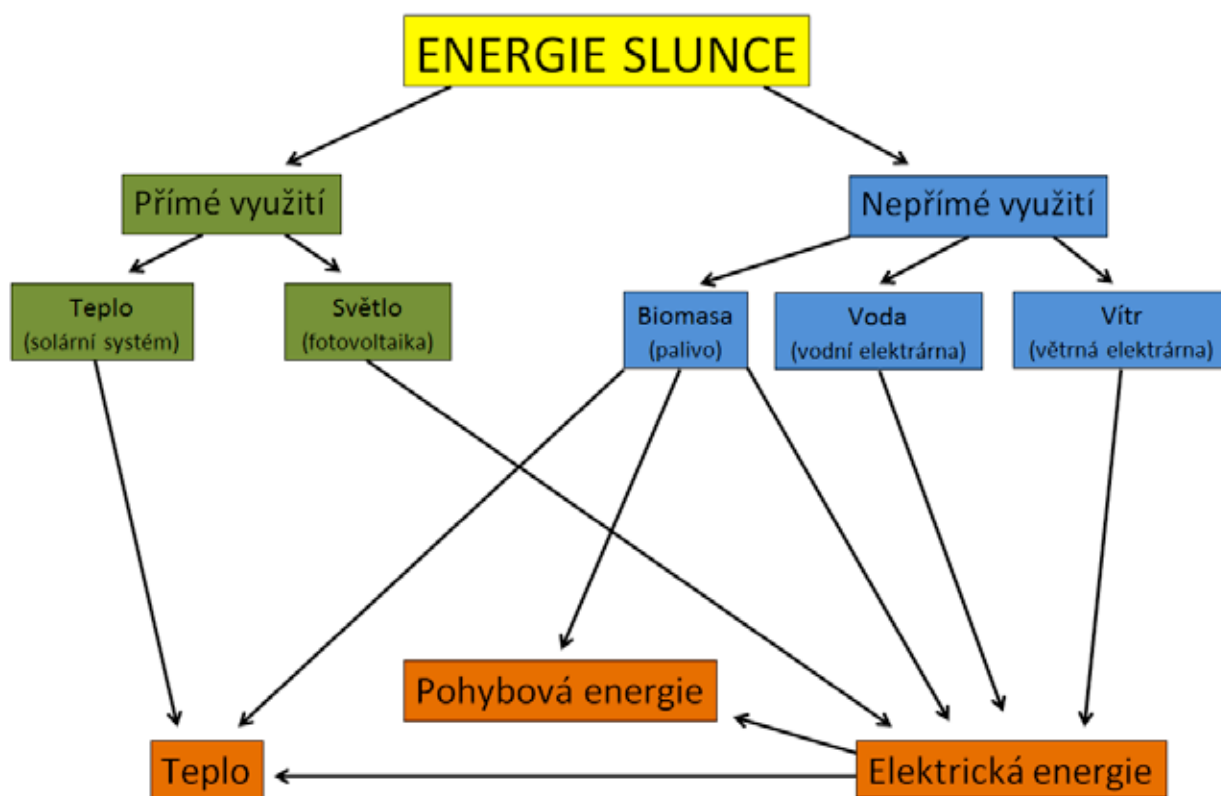 ENERGIE SLUNCE
Přímé využití
Nepřímé využití
Teplo
(solární systém)
Světlo
(fotovoltaika)
Biomasa
(palivo)
Voda
(vodní elektrárna)
Vítr
(větrná elektrárna)
Pohybová energie
Teplo
Elektrická energie